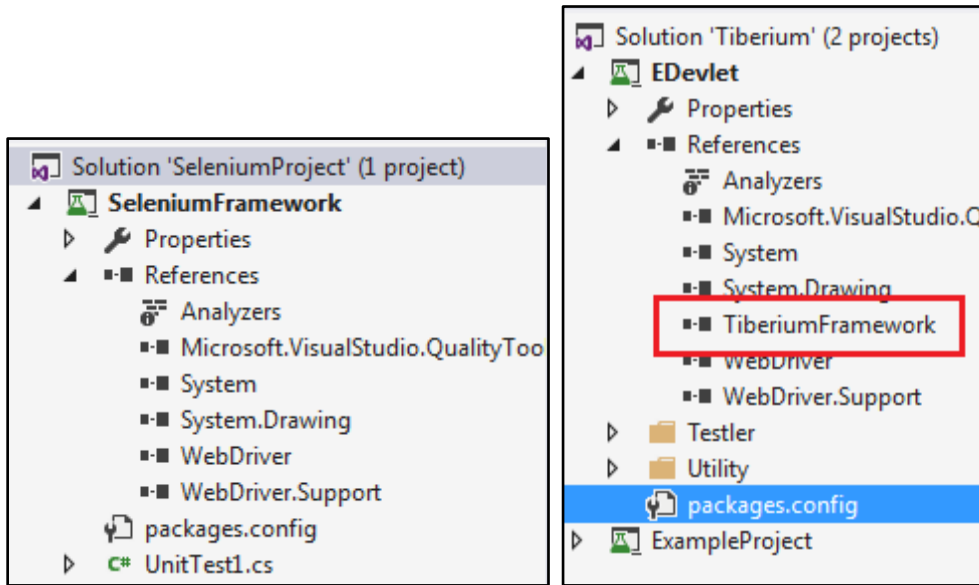 Solution 'SeleniumProject' (1 project)
SeleniumFramework
Properties
References
Analyzers
Microsoft.VisualStudio.QualityToo
System
System.Drawing
WebDriver
WebDriver.Support
packages.config
C# UnitTest1.cs
Solution 'Tiberium' (2 projects)
EDevlet
Properties
References
Analyzers
Microsoft.VisualStudio.Q
System
System.Drawing
TiberiumFramework
WebDriver
WebDriver.Support
Testler
Utility
packages.config
ExampleProject